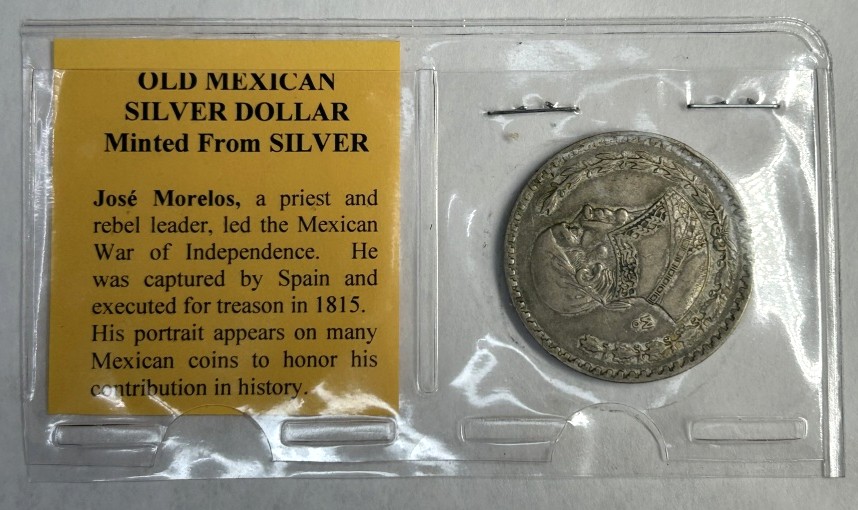 OLD MEXICAN
SILVER DOLLAR
Minted From SILVER
José Morelos, a priest and
rebel leader, led the Mexican
War of Independence. He
was captured by Spain and
executed for treason in 1815.
His portrait appears on many
Mexican coins to honor his
contribution in history.